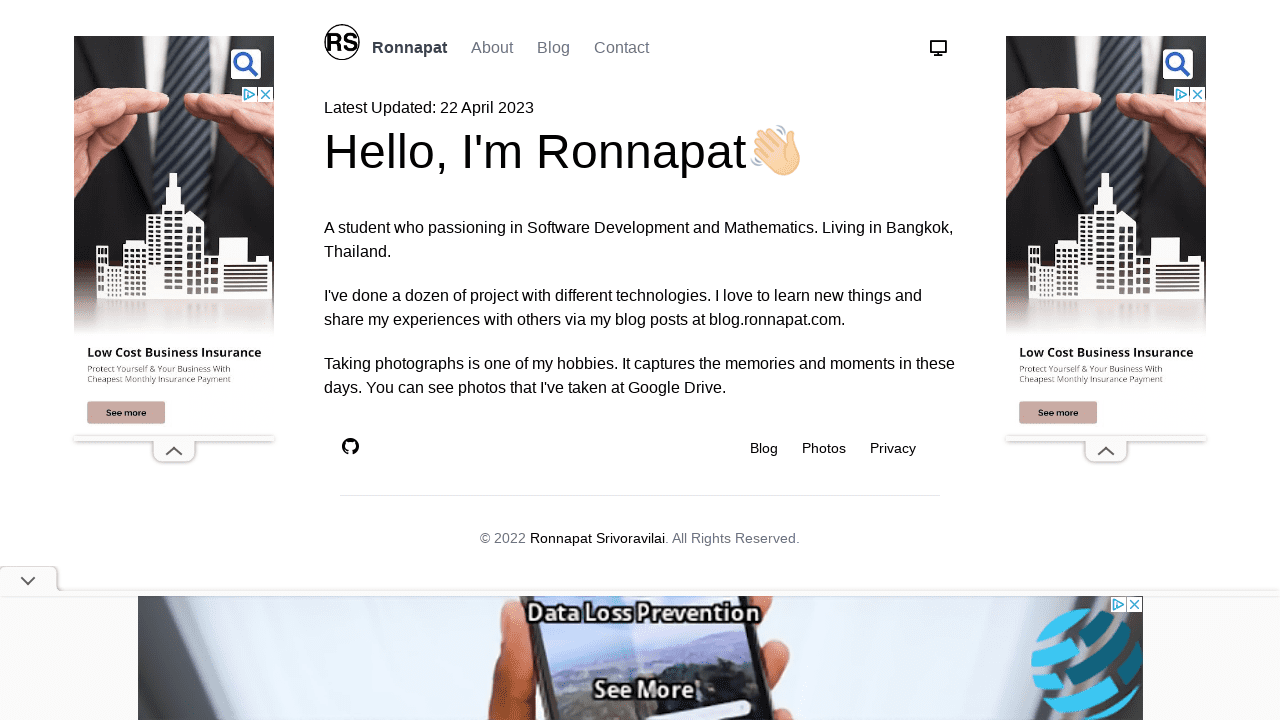 RS Ronnapat About Blog Contact
Latest Updated: 22 April 2023
Hello, I'm Ronnapat
A student who passioning in Software Development and Mathematics. Living in Bangkok,
Thailand.
I've done a dozen of project with different technologies. I love to learn new things and
share my experiences with others via my blog posts at blog.ronnapat.com.
Taking photographs is one of my hobbies. It captures the memories and moments in these
days. You can see photos that I've taken at Google Drive.
Blog Photos Privacy
© 2022 Ronnapat Srivoravilai. All Rights Reserved.
Low Cost Business Insurance
Protect Yourself & Your Business With
Cheapest Monthly Insurance Payment
See more
Low Cost Business Insurance
Protect Yourself & Your Business With
Cheapest Monthly Insurance Payment
See more
Data Loss Prevention
See More